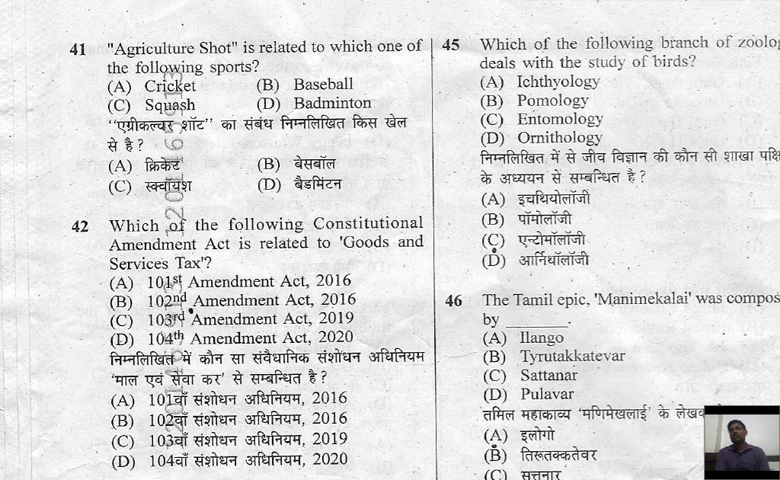 41 "Agriculture Shot" is related to which one of
the following sports?
(A) Cricket (B) Baseball
(C) Squash (D) Badminton
"एग्रीकल्चर शॉट" का संबंध निम्नलिखित किस खेल
से है ?
(A) क्रिकेट (B) बेसबॉल
(C) स्क्वॉयश (D) बैडमिंटन
42 Which of the following Constitutional
Amendment Act is related to 'Goods and
Services Tax'?
(A) 101st Amendment Act, 2016
(B) 102nd Amendment Act, 2016
(C) 103rd Amendment Act, 2019
(D) 104th Amendment Act, 2020
निम्नलिखित में कौन सा संवैधानिक संशोधन अधिनियम
'माल एवं सेवा कर' से सम्बन्धित है ?
(A) 101वाँ संशोधन अधिनियम, 2016
(B) 102वाँ संशोधन अधिनियम, 2016
(C) 103वाँ संशोधन अधिनियम, 2019
(D) 104वाँ संशोधन अधिनियम, 2020
45 Which of the following branch of zoolog
deals with the study of birds?
(A) Ichthyology
(B) Pomology
(C) Entomology
(D) Ornithology
निम्नलिखित में से जीव विज्ञान की कौन सी शाखा पक्षि
के अध्ययन से सम्बन्धित है ?
(A) इचथियोलॉजी
(B) पॉमोलॉजी
(C) एन्टोमॉलॉजी
(D) आर्निथॉलॉजी
46 The Tamil epic, 'Manimekalai' was compos
by ______.
(A) Ilango
(B) Tyrutakkatevar
(C) Sattanar
(D) Pulavar
तमिल महाकाव्य 'मणिमेखलाई' के लेखक
(A) इलोगो
(B) तिरूतक्कतेवर
(C) सत्तनार